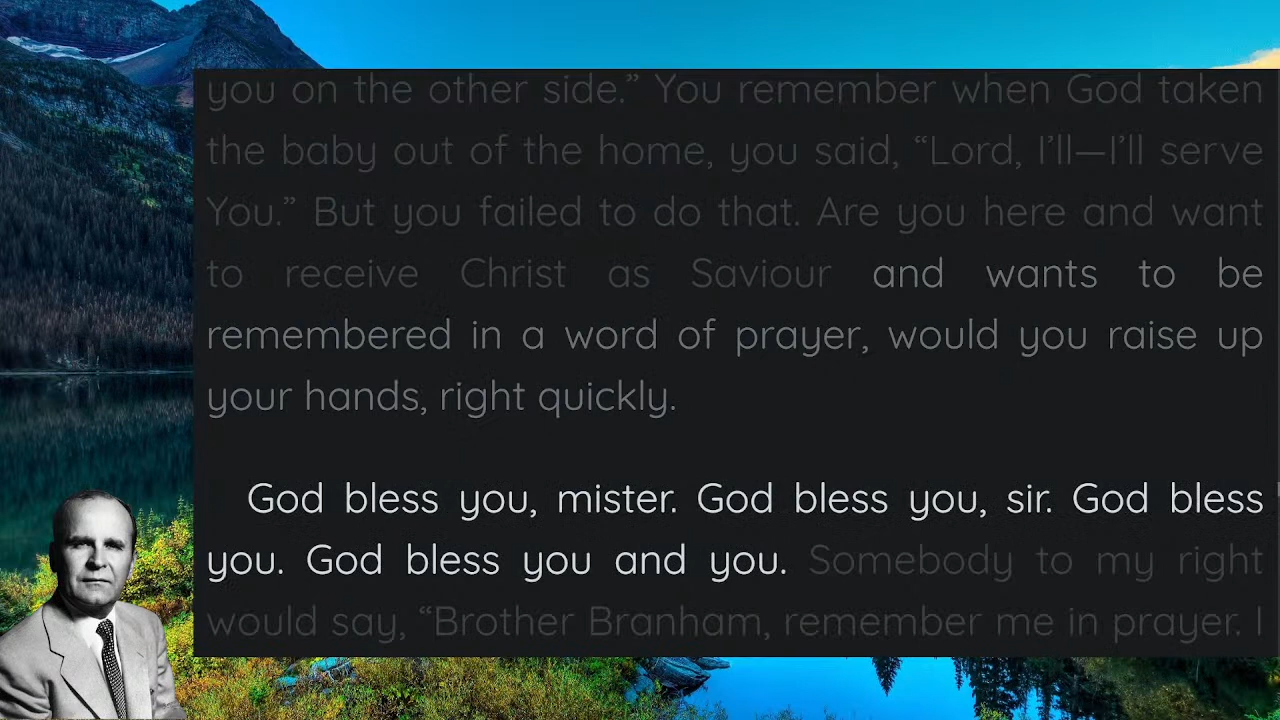 you on the other side.” You remember when God taken
the baby out of the home, you said, “Lord, I’ll—I’ll serve
You.” But you failed to do that. Are you here and want
to receive Christ as Saviour and wants to be
remembered in a word of prayer, would you raise up
your hands, right quickly.
God bless you, mister. God bless you, sir. God bless
you. God bless you and you. Somebody to my right
would say, “Brother Branham, remember me in prayer. I